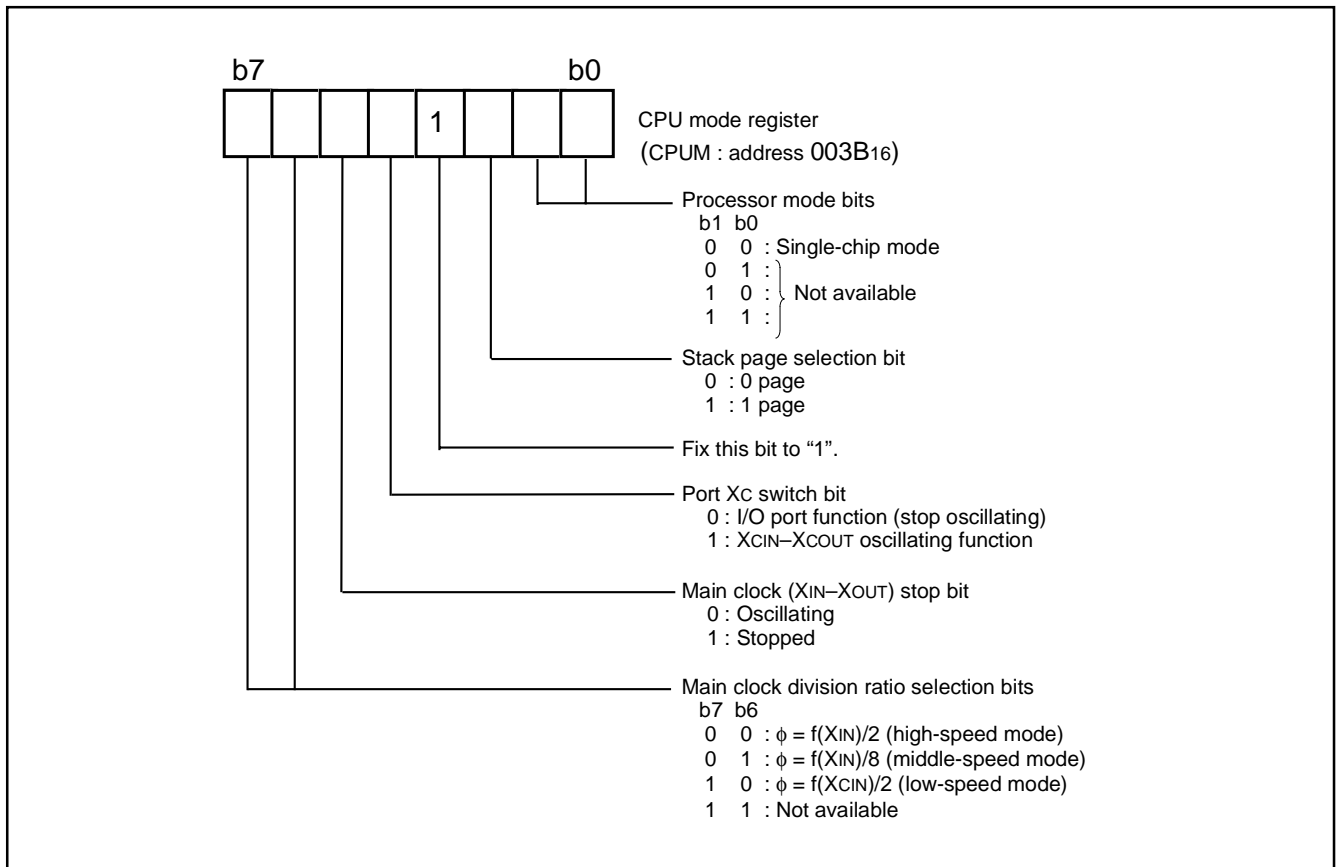 b7 b0
1
CPU mode register
(CPUM : address 003B16)
Processor mode bits
b1 b0
0 0 : Single-chip mode
0 1 :
1 0 : Not available
1 1 :
Stack page selection bit
0 : 0 page
1 : 1 page
Fix this bit to “1”.
Port XC switch bit
0 : I/O port function (stop oscillating)
1 : XCIN–XCOUT oscillating function
Main clock (XIN–XOUT) stop bit
0 : Oscillating
1 : Stopped
Main clock division ratio selection bits
b7 b6
0 0 : φ = f(XIN)/2 (high-speed mode)
0 1 : φ = f(XIN)/8 (middle-speed mode)
1 0 : φ = f(XCIN)/2 (low-speed mode)
1 1 : Not available